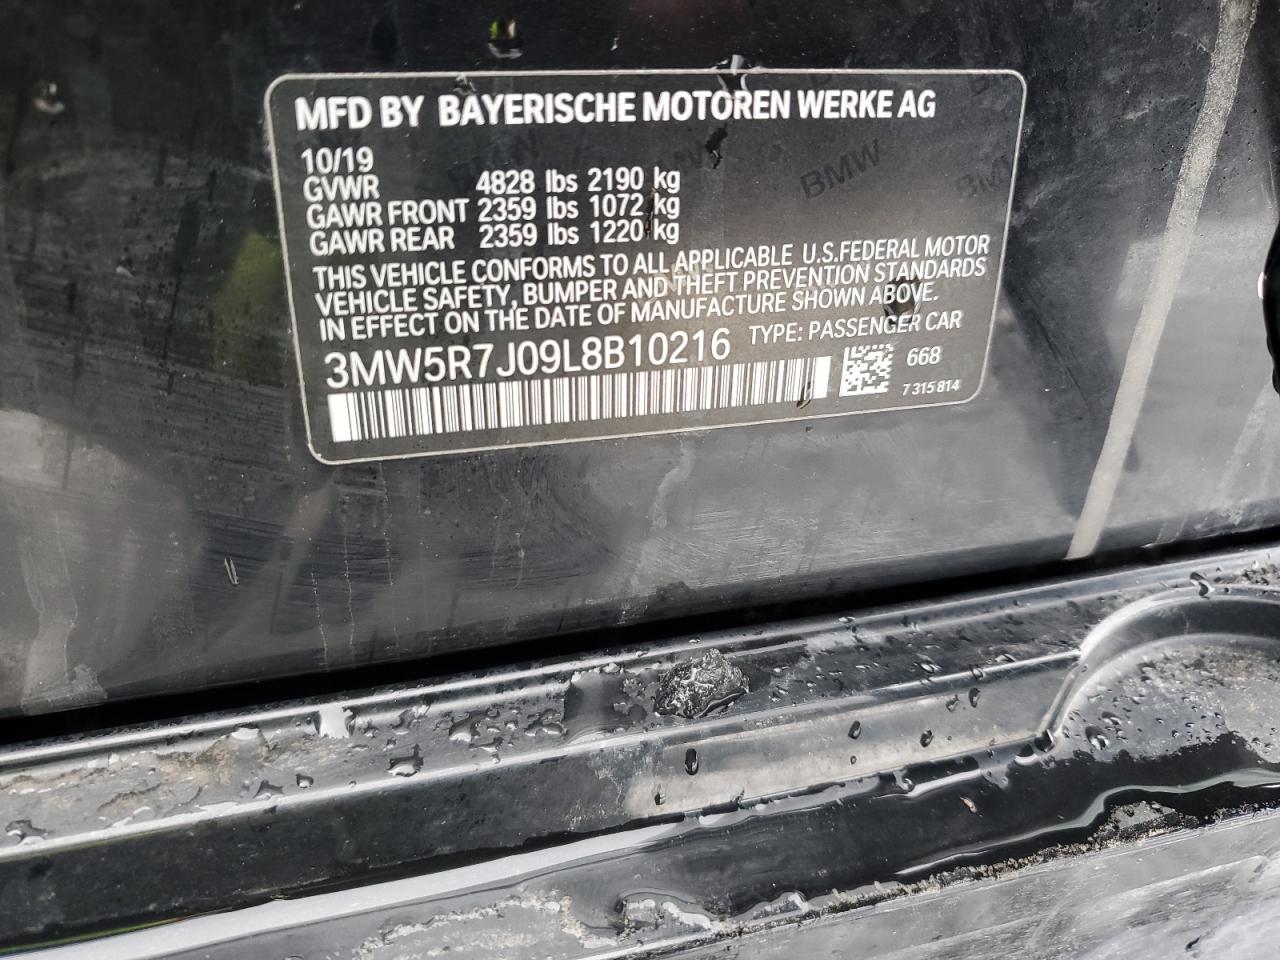 MFD BY BAYERISCHE MOTOREN WERKE AG
10/19
GVWR 4828 lbs 2190 kg
GAWR FRONT 2359 lbs 1072 kg
GAWR REAR 2359 lbs 1220 kg
THIS VEHICLE CONFORMS TO ALL APPLICABLE U.S.FEDERAL MOTOR
VEHICLE SAFETY, BUMPER AND THEFT PREVENTION STANDARDS
IN EFFECT ON THE DATE OF MANUFACTURE SHOWN ABOVE.
3MW5R7J09L8B10216 TYPE: PASSENGER CAR
668
7 315 814
BMW